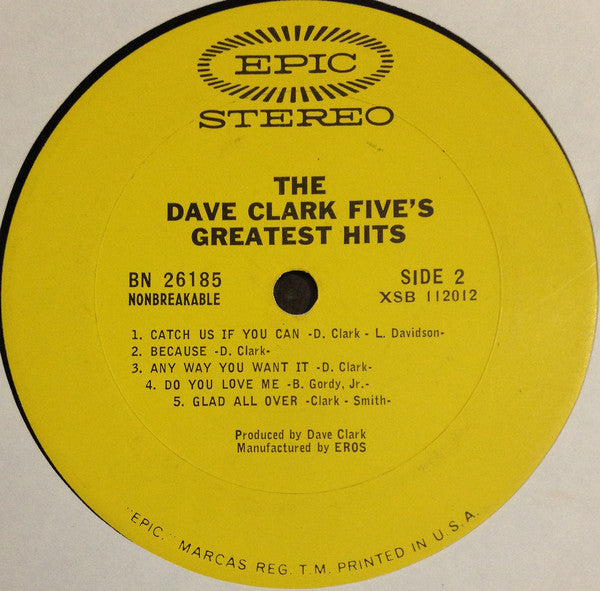 EPIC
STEREO
THE
DAVE CLARK FIVE'S
GREATEST HITS
BN 26185
NONBREAKABLE
SIDE 2
XSB 112012
1. CATCH US IF YOU CAN -D. Clark - L. Davidson-
2. BECAUSE -D. Clark-
3. ANY WAY YOU WANT IT -D. Clark-
4. DO YOU LOVE ME -B. Gordy, Jr.-
5. GLAD ALL OVER -Clark - Smith-
Produced by Dave Clark
Manufactured by EROS
"EPIC," MARCAS REG. T.M. PRINTED IN U.S.A.